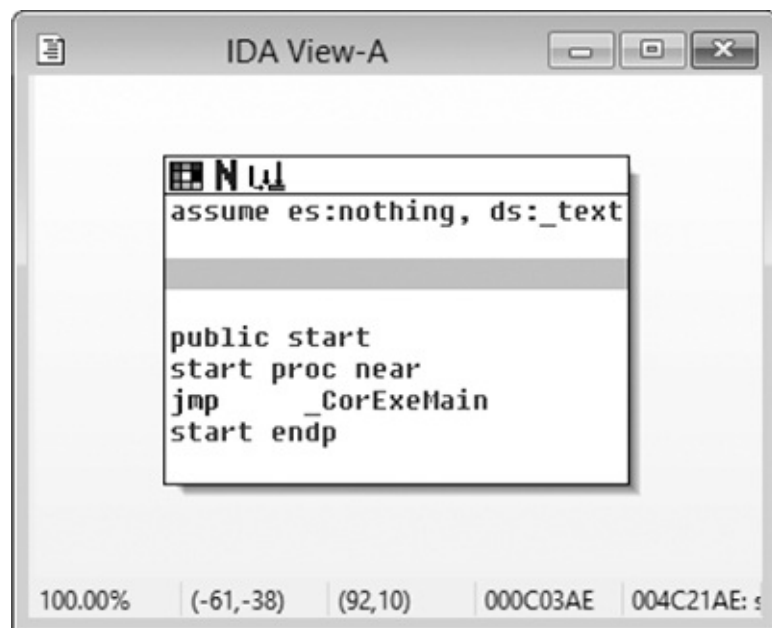 IDA View-A
N
assume es:nothing, ds:_text
public start
start proc near
jmp _CorExeMain
start endp
100.00% (-61,-38) (92,10) 000C03AE 004C21AE: